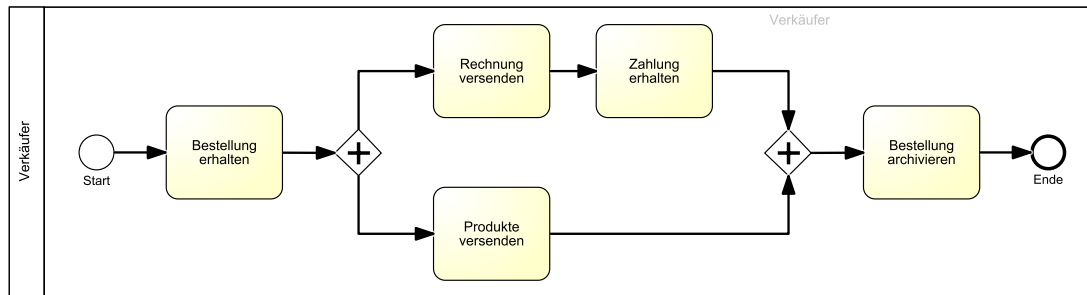 Verkäufer
Verkäufer
Start
Bestellung
erhalten
Rechnung
versenden
Zahlung
erhalten
Produkte
versenden
Bestellung
archivieren
Ende